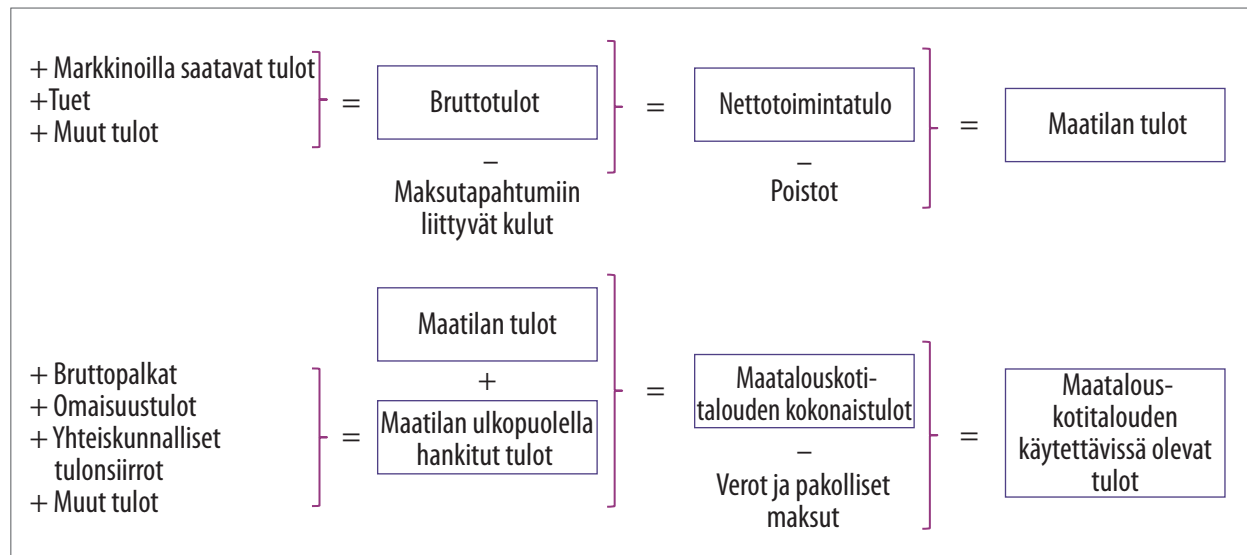 + Markkinoilla saatavat tulot
+Tuet
+ Muut tulot
=
Bruttotulot
–
Maksutapahtumiin
liittyvät kulut
=
Nettotoimintatulo
–
Poistot
=
Maatilan tulot
+ Bruttopalkat
+ Omaisuustulot
+ Yhteiskunnalliset
tulonsiirrot
+ Muut tulot
=
Maatilan tulot
+
Maatilan ulkopuolella
hankitut tulot
=
Maatalouskoti-
talouden kokonaistulot
–
Verot ja pakolliset
maksut
=
Maatalous-
kotitalouden
käytettävissä olevat
tulot